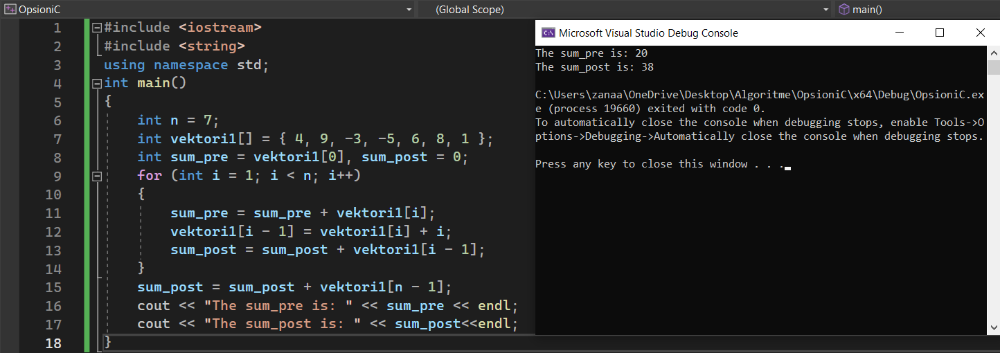 OpsioniC (Global Scope) main()
1 #include <iostream>
2 #include <string>
3 using namespace std;
4 int main()
5 {
6 int n = 7;
7 int vektori1[] = { 4, 9, -3, -5, 6, 8, 1 };
8 int sum_pre = vektori1[0], sum_post = 0;
9 for (int i = 1; i < n; i++)
10 {
11 sum_pre = sum_pre + vektori1[i];
12 vektori1[i - 1] = vektori1[i] + i;
13 sum_post = sum_post + vektori1[i - 1];
14 }
15 sum_post = sum_post + vektori1[n - 1];
16 cout << "The sum_pre is: " << sum_pre << endl;
17 cout << "The sum_post is: " << sum_post<<endl;
18 }
Microsoft Visual Studio Debug Console
The sum_pre is: 20
The sum_post is: 38
C:\Users\zanaa\OneDrive\Desktop\Algoritme\OpsioniC\x64\Debug\OpsioniC.ex
e (process 19660) exited with code 0.
To automatically close the console when debugging stops, enable Tools->O
ptions->Debugging->Automatically close the console when debugging stops.
Press any key to close this window . . .